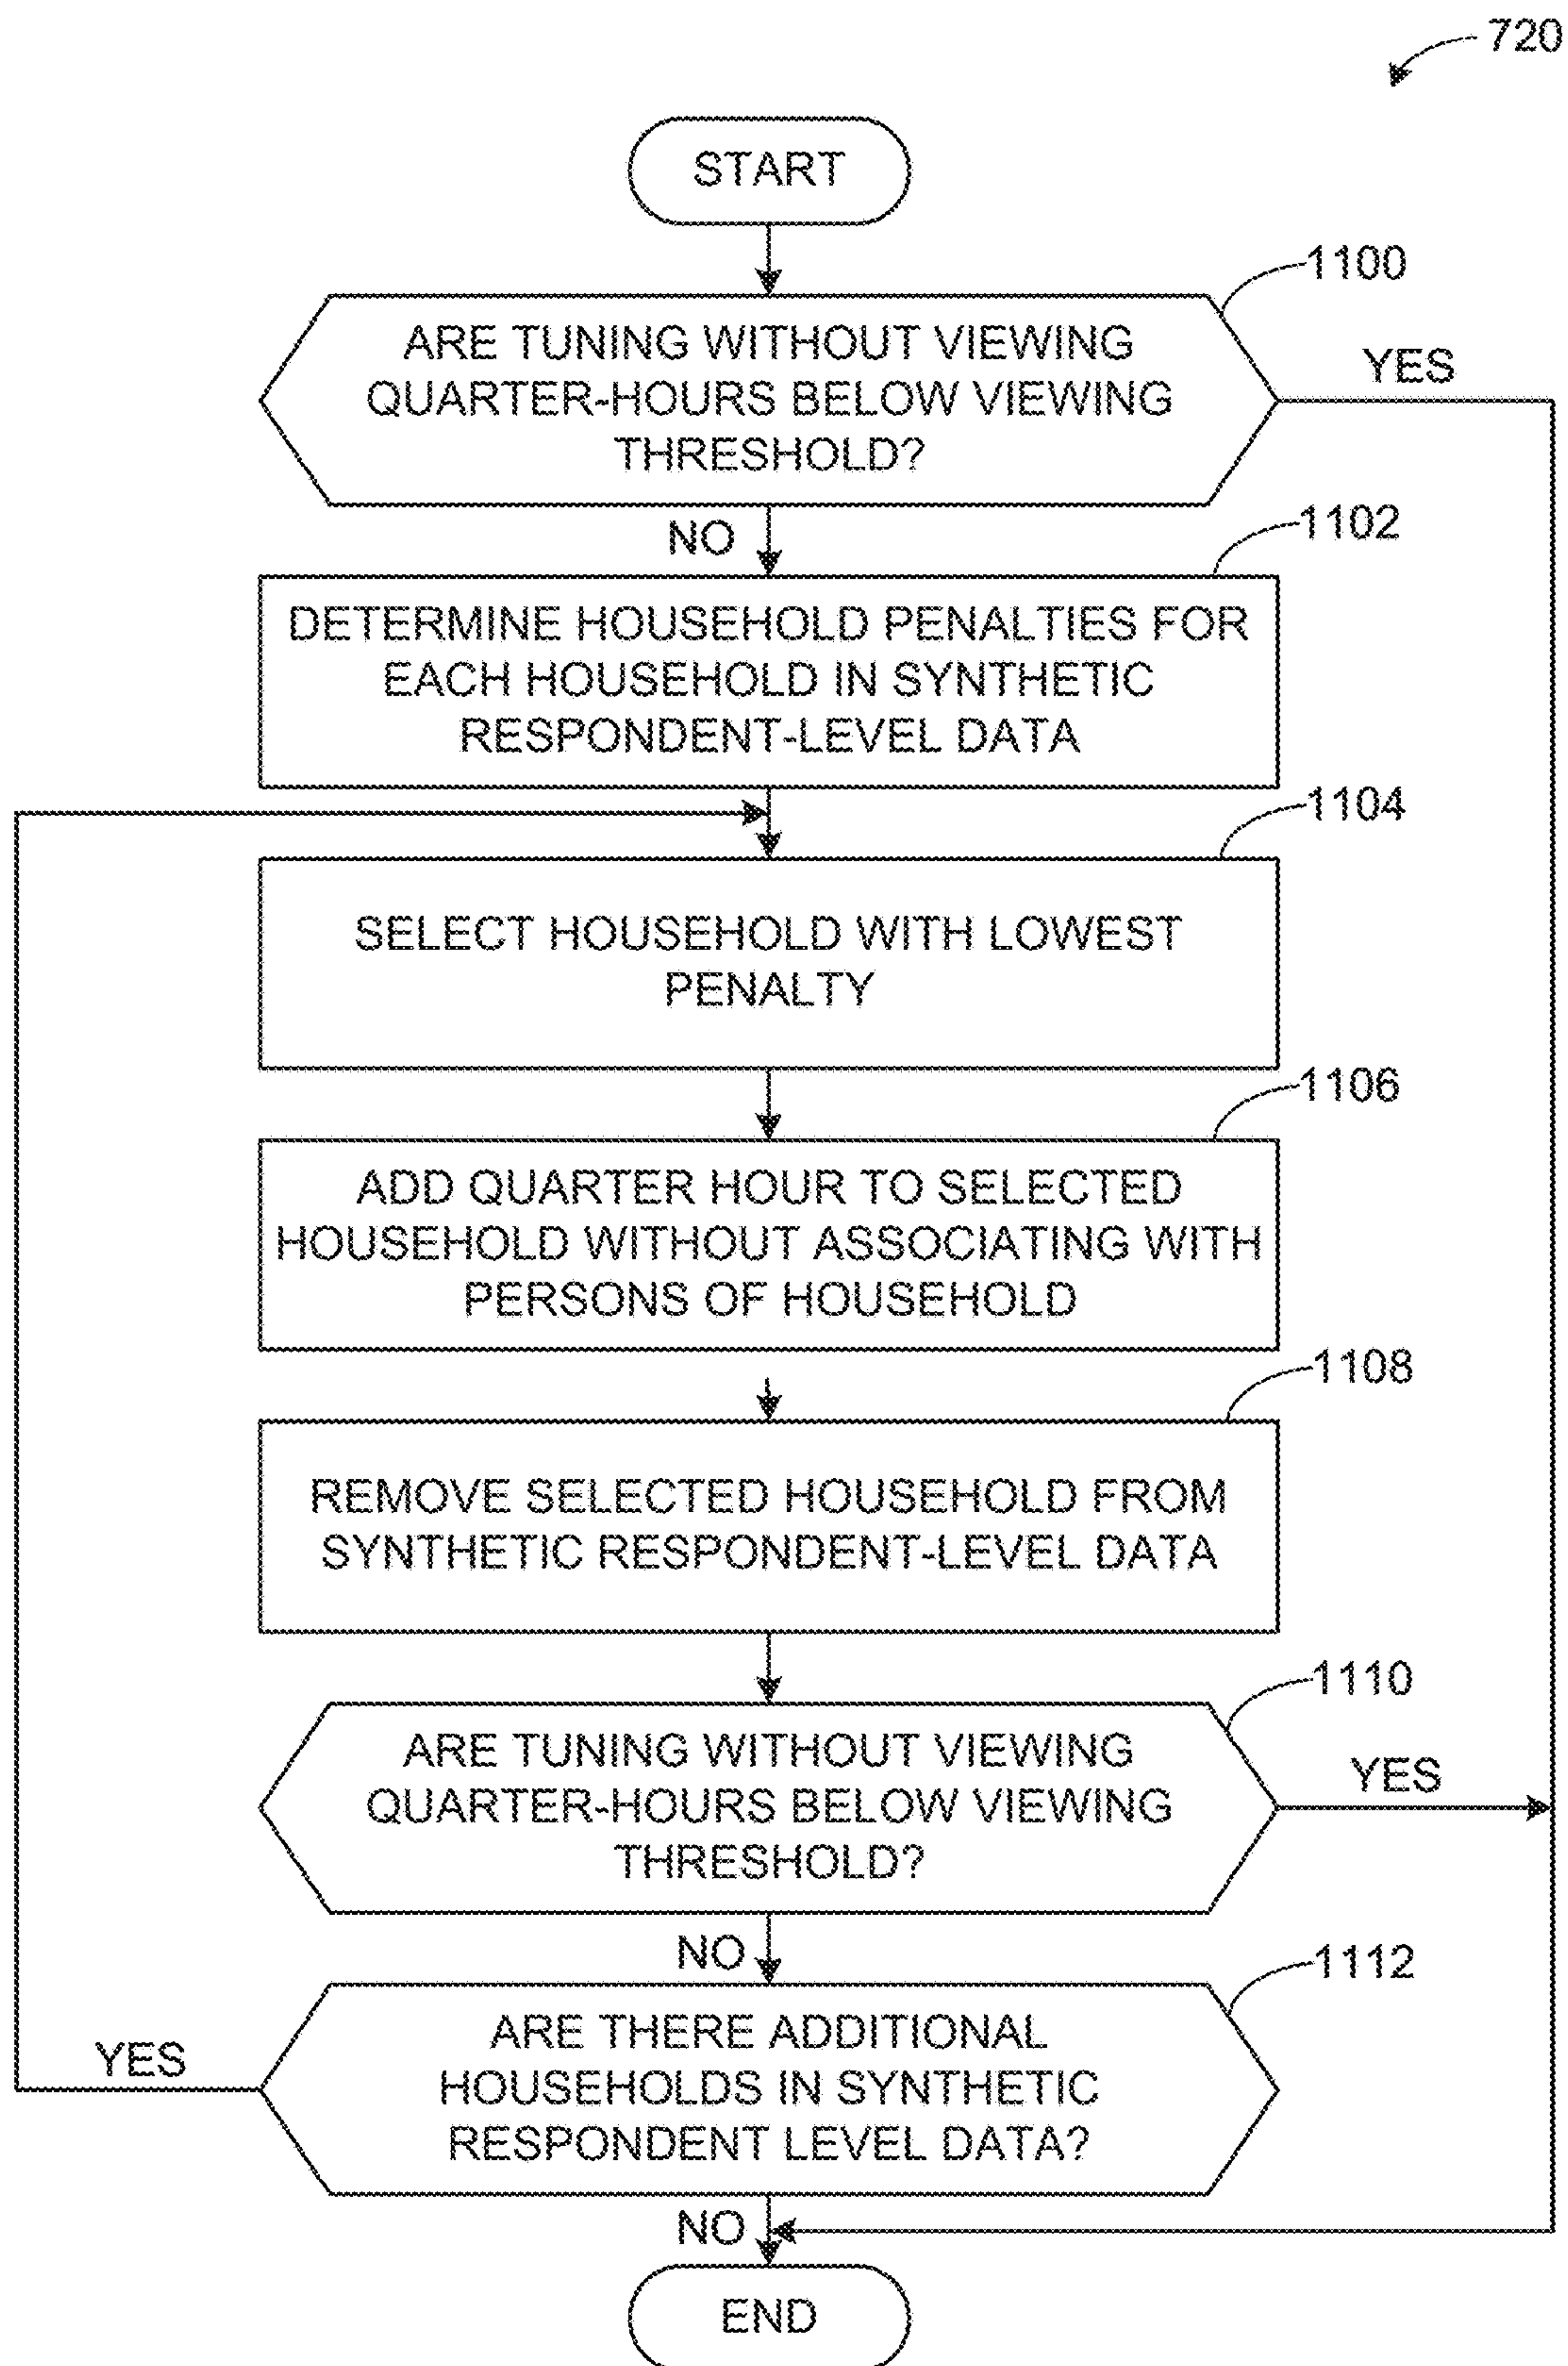 720
START
1100
ARE TUNING WITHOUT VIEWING
QUARTER-HOURS BELOW VIEWING
THRESHOLD?
YES
NO
1102
DETERMINE HOUSEHOLD PENALTIES FOR
EACH HOUSEHOLD IN SYNTHETIC
RESPONDENT-LEVEL DATA
1104
SELECT HOUSEHOLD WITH LOWEST
PENALTY
1106
ADD QUARTER HOUR TO SELECTED
HOUSEHOLD WITHOUT ASSOCIATING WITH
PERSONS OF HOUSEHOLD
1108
REMOVE SELECTED HOUSEHOLD FROM
SYNTHETIC RESPONDENT-LEVEL DATA
1110
ARE TUNING WITHOUT VIEWING
QUARTER-HOURS BELOW VIEWING
THRESHOLD?
YES
NO
1112
ARE THERE ADDITIONAL
HOUSEHOLDS IN SYNTHETIC
RESPONDENT LEVEL DATA?
YES
NO
END